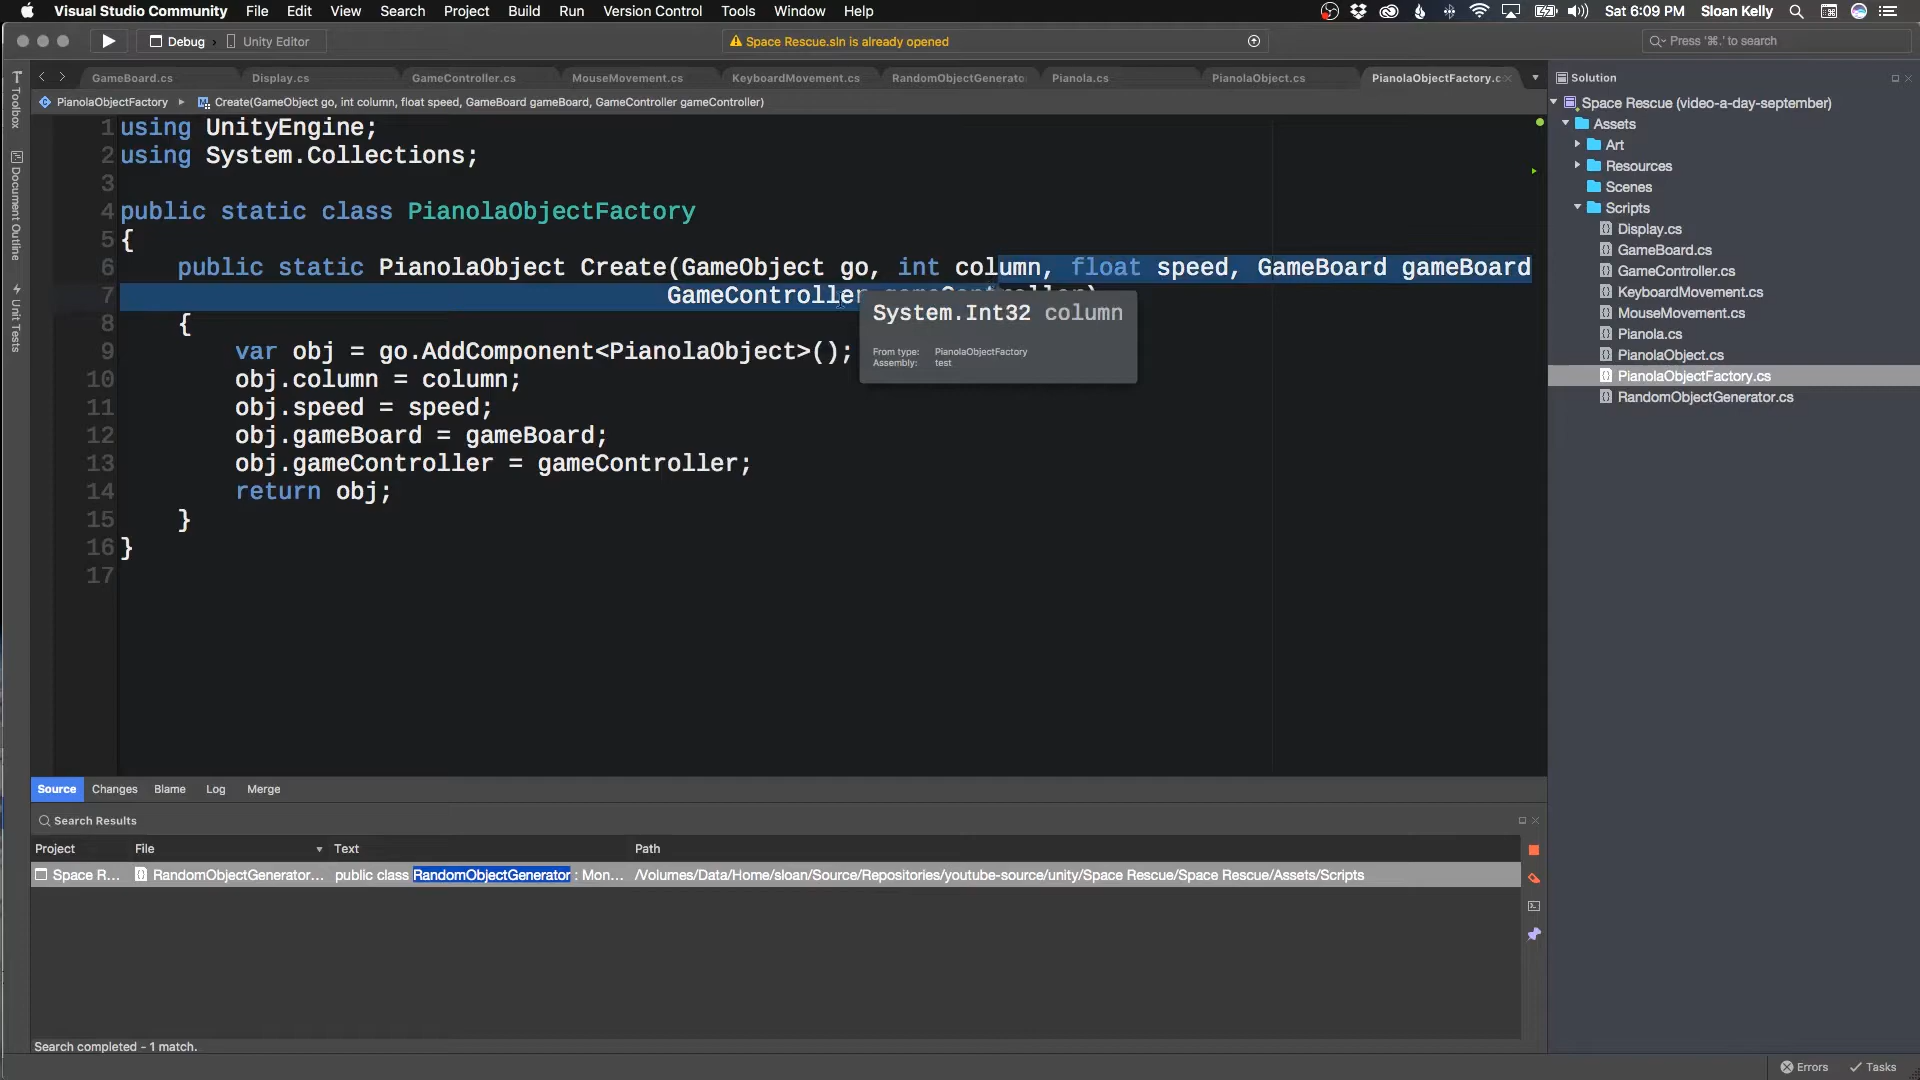 Visual Studio Community File Edit View Search Project Build Run Version Control Tools Window Help Sat 6:09 PM Sloan Kelly
Debug Unity Editor Space Rescue.sln is already opened Press '⌘.' to search
GameBoard.cs Display.cs GameController.cs MouseMovement.cs KeyboardMovement.cs RandomObjectGenerato Pianola.cs PianolaObject.cs PianolaObjectFactory.c
PianolaObjectFactory Create(GameObject go, int column, float speed, GameBoard gameBoard, GameController gameController)
Toolbox
Document Outline
Unit Tests
1 using UnityEngine;
2 using System.Collections;
3
4 public static class PianolaObjectFactory
5 {
6 public static PianolaObject Create(GameObject go, int column, float speed, GameBoard gameBoard
7 GameController gameController)
8 {
9 var obj = go.AddComponent<PianolaObject>();
10 obj.column = column;
11 obj.speed = speed;
12 obj.gameBoard = gameBoard;
13 obj.gameController = gameController;
14 return obj;
15 }
16 }
17
System.Int32 column
From type: PianolaObjectFactory
Assembly: test
Solution
Space Rescue (video-a-day-september)
Assets
Art
Resources
Scenes
Scripts
Display.cs
GameBoard.cs
GameController.cs
KeyboardMovement.cs
MouseMovement.cs
Pianola.cs
PianolaObject.cs
PianolaObjectFactory.cs
RandomObjectGenerator.cs
Source Changes Blame Log Merge
Search Results
Project File Text Path
Space R... RandomObjectGenerator... public class RandomObjectGenerator : Mon... /Volumes/Data/Home/sloan/Source/Repositories/youtube-source/unity/Space Rescue/Space Rescue/Assets/Scripts
Search completed - 1 match.
Errors Tasks